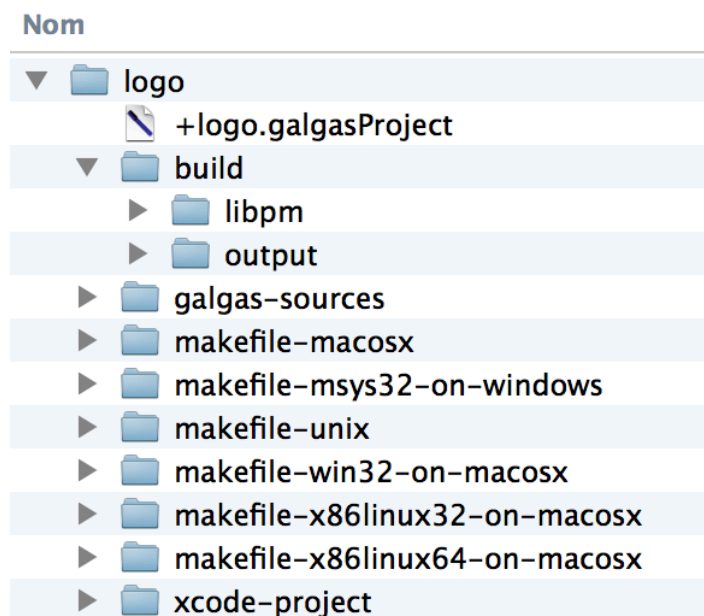 Nom
logo
+logo.galgasProject
build
libpm
output
galgas-sources
makefile-macosx
makefile-msys32-on-windows
makefile-unix
makefile-win32-on-macosx
makefile-x86linux32-on-macosx
makefile-x86linux64-on-macosx
xcode-project